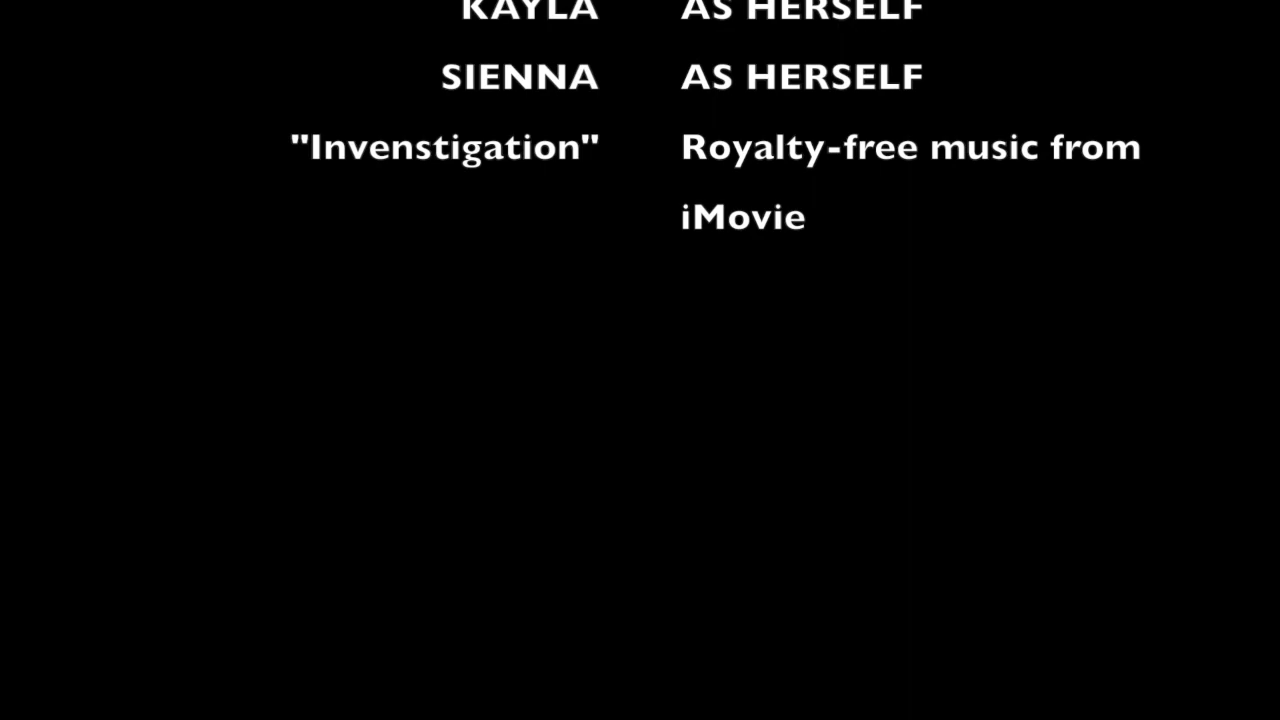 KAYLA AS HERSELF
SIENNA AS HERSELF
"Invenstigation" Royalty-free music from
iMovie